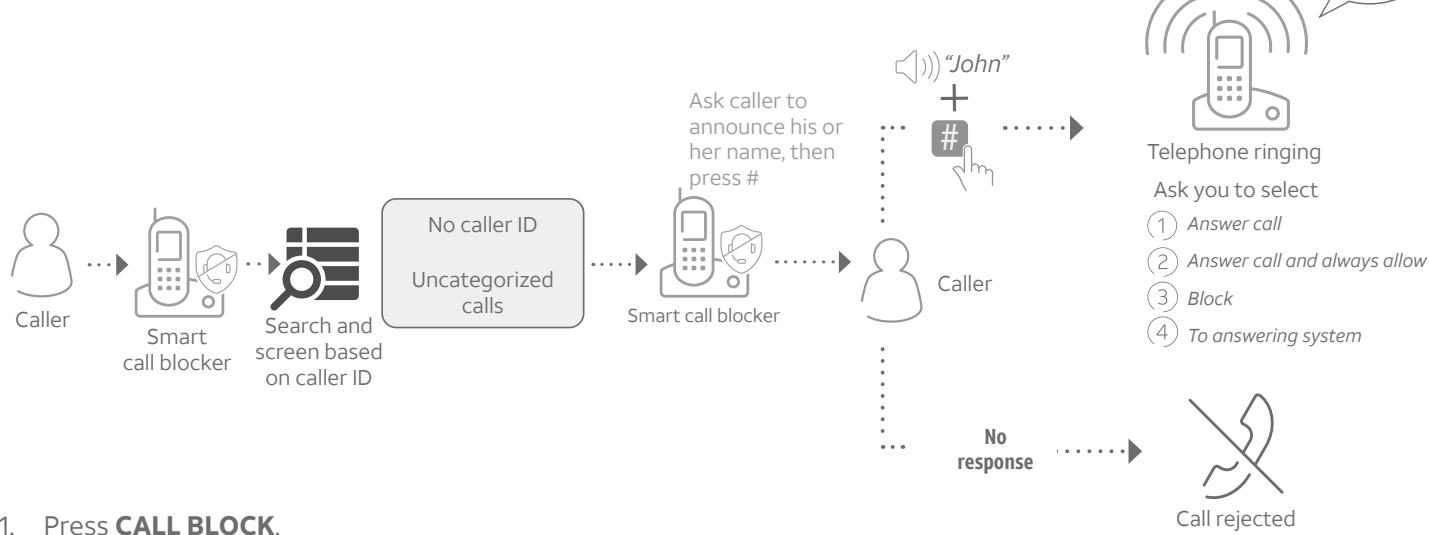 Caller
Smart
call blocker
Search and
screen based
on caller ID
No caller ID
Uncategorized
calls
Ask caller to
announce his or
her name, then
press #
Smart call blocker
Caller
“John”
+
#
Telephone ringing
Ask you to select
1 Answer call
2 Answer call and always allow
3 Block
4 To answering system
No
response
Call rejected
1. Press CALL BLOCK.